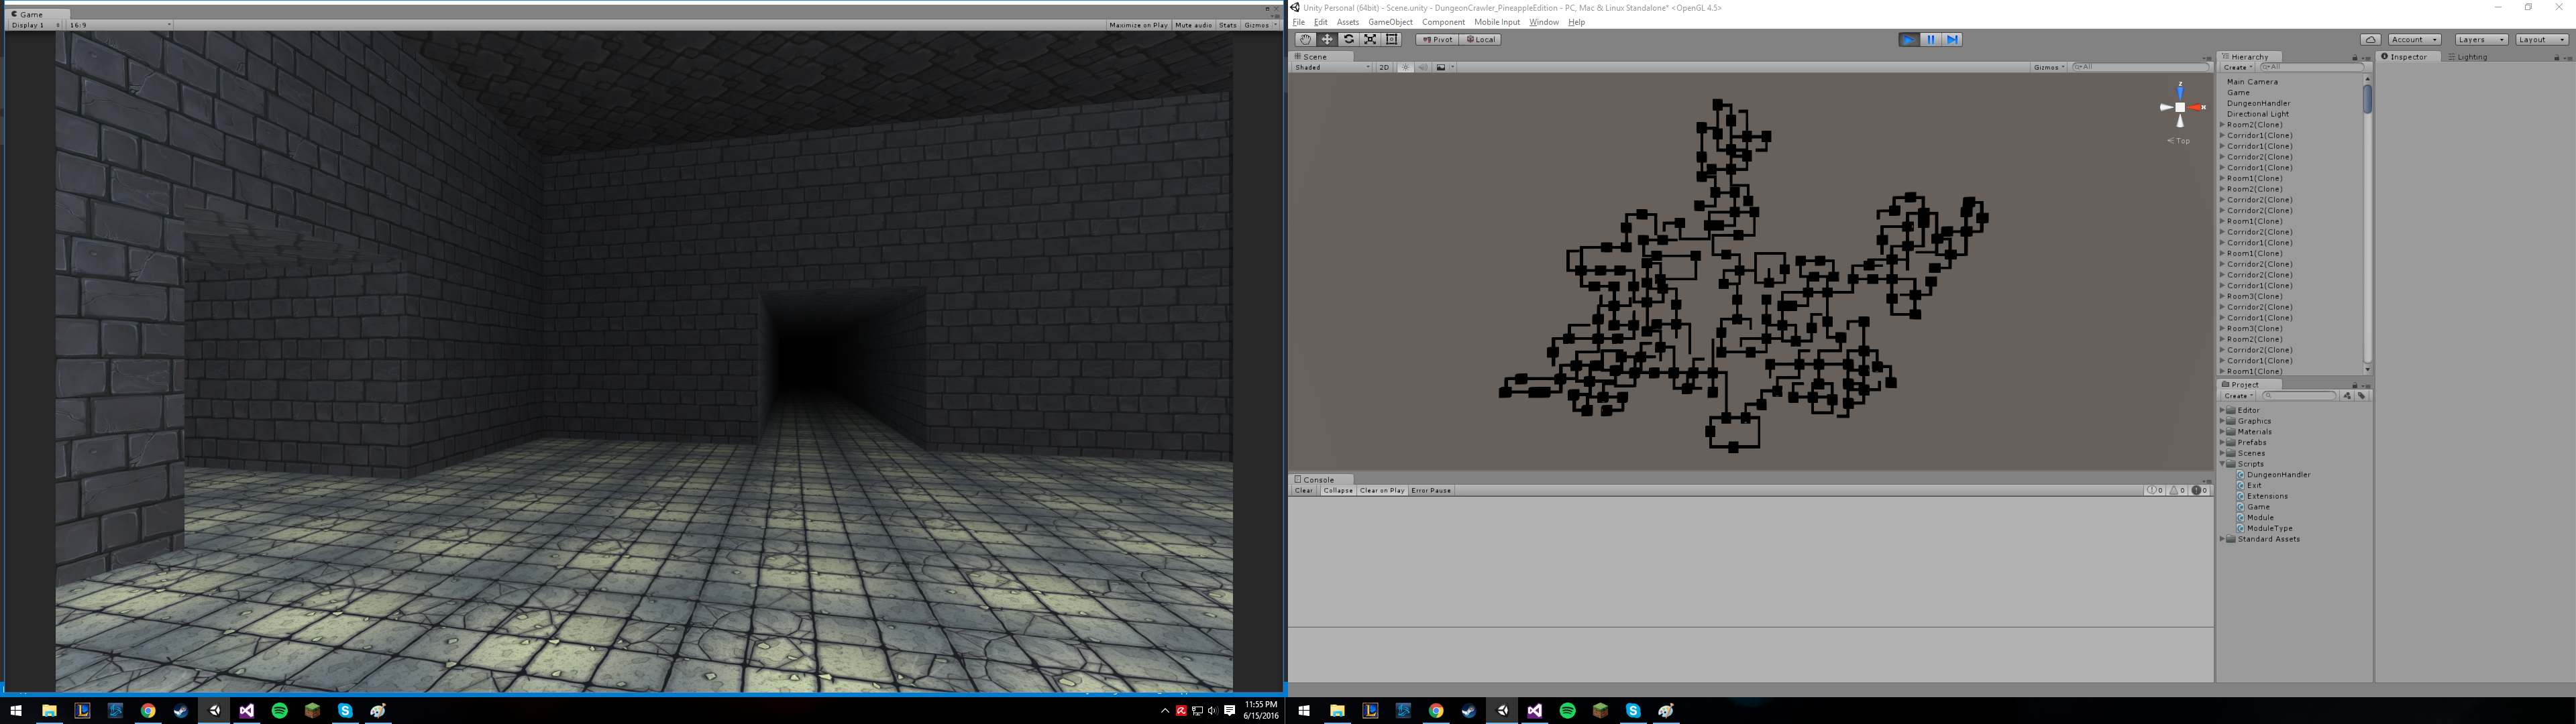 Game
Display 1
16:9
Maximize on Play
Mute audio
Stats
Gizmos
11:55 PM
6/15/2016
Unity Personal (64bit) - Scene.unity - DungeonCrawler_PineappleEdition - PC, Mac & Linux Standalone* <OpenGL 4.5>
File Edit Assets GameObject Component Mobile Input Window Help
Pivot
Local
Account
Layers
Layout
Scene
Shaded
2D
Gizmos
All
z
x
Top
Console
Clear
Collapse
Clear on Play
Error Pause
0
0
0
Hierarchy
Create
All
Main Camera
Game
DungeonHandler
Directional Light
Room2(Clone)
Corridor1(Clone)
Corridor1(Clone)
Corridor2(Clone)
Corridor1(Clone)
Room1(Clone)
Room2(Clone)
Corridor2(Clone)
Corridor2(Clone)
Room1(Clone)
Corridor2(Clone)
Corridor1(Clone)
Room1(Clone)
Corridor2(Clone)
Corridor2(Clone)
Corridor1(Clone)
Room3(Clone)
Corridor2(Clone)
Corridor1(Clone)
Room3(Clone)
Room2(Clone)
Corridor2(Clone)
Corridor1(Clone)
Room1(Clone)
Project
Create
Editor
Graphics
Materials
Prefabs
Scenes
Scripts
DungeonHandler
Exit
Extensions
Game
Module
ModuleType
Standard Assets
Inspector
Lighting